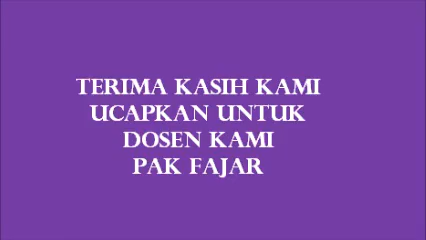 TERIMA KASIH KAMI
UCAPKAN UNTUK
DOSEN KAMI
PAK FAJAR